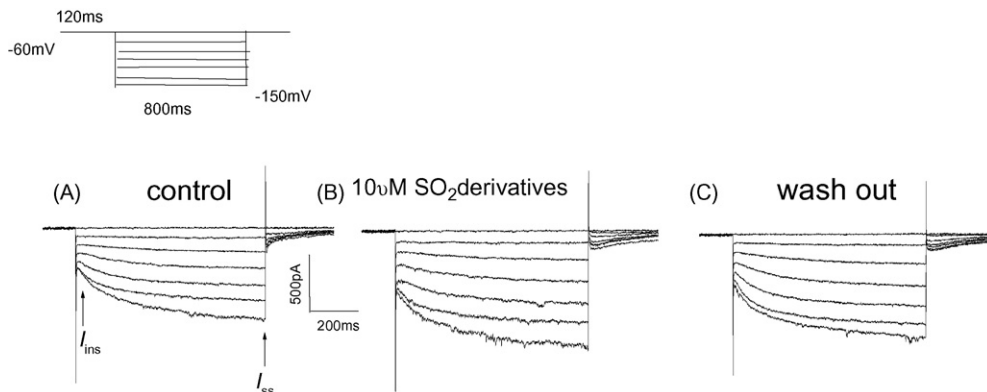 120ms
-60mV
-150mV
800ms
(A) control
(B) 10υM SO₂derivatives
(C) wash out
500pA
200ms
Iins
Iss